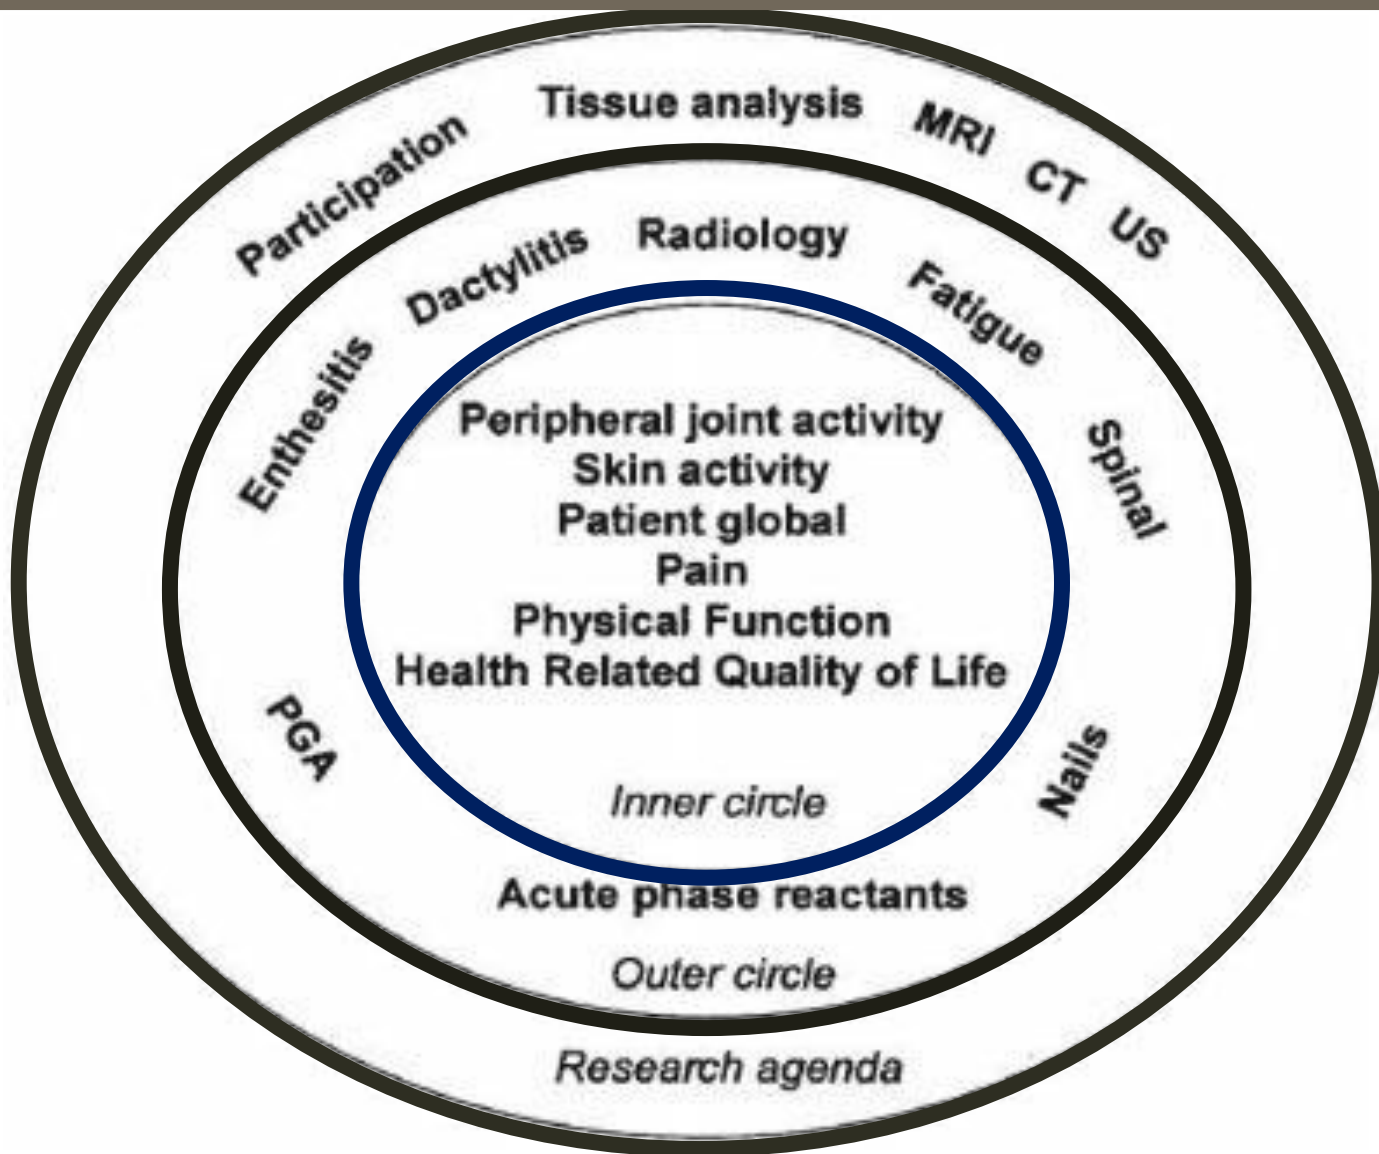 Tissue analysis
Participation
MRI
CT
US
Radiology
Dactylitis
Fatigue
Enthesitis
Spinal
Peripheral joint activity
Skin activity
Patient global
Pain
Physical Function
Health Related Quality of Life
PGA
Nails
Inner circle
Acute phase reactants
Outer circle
Research agenda